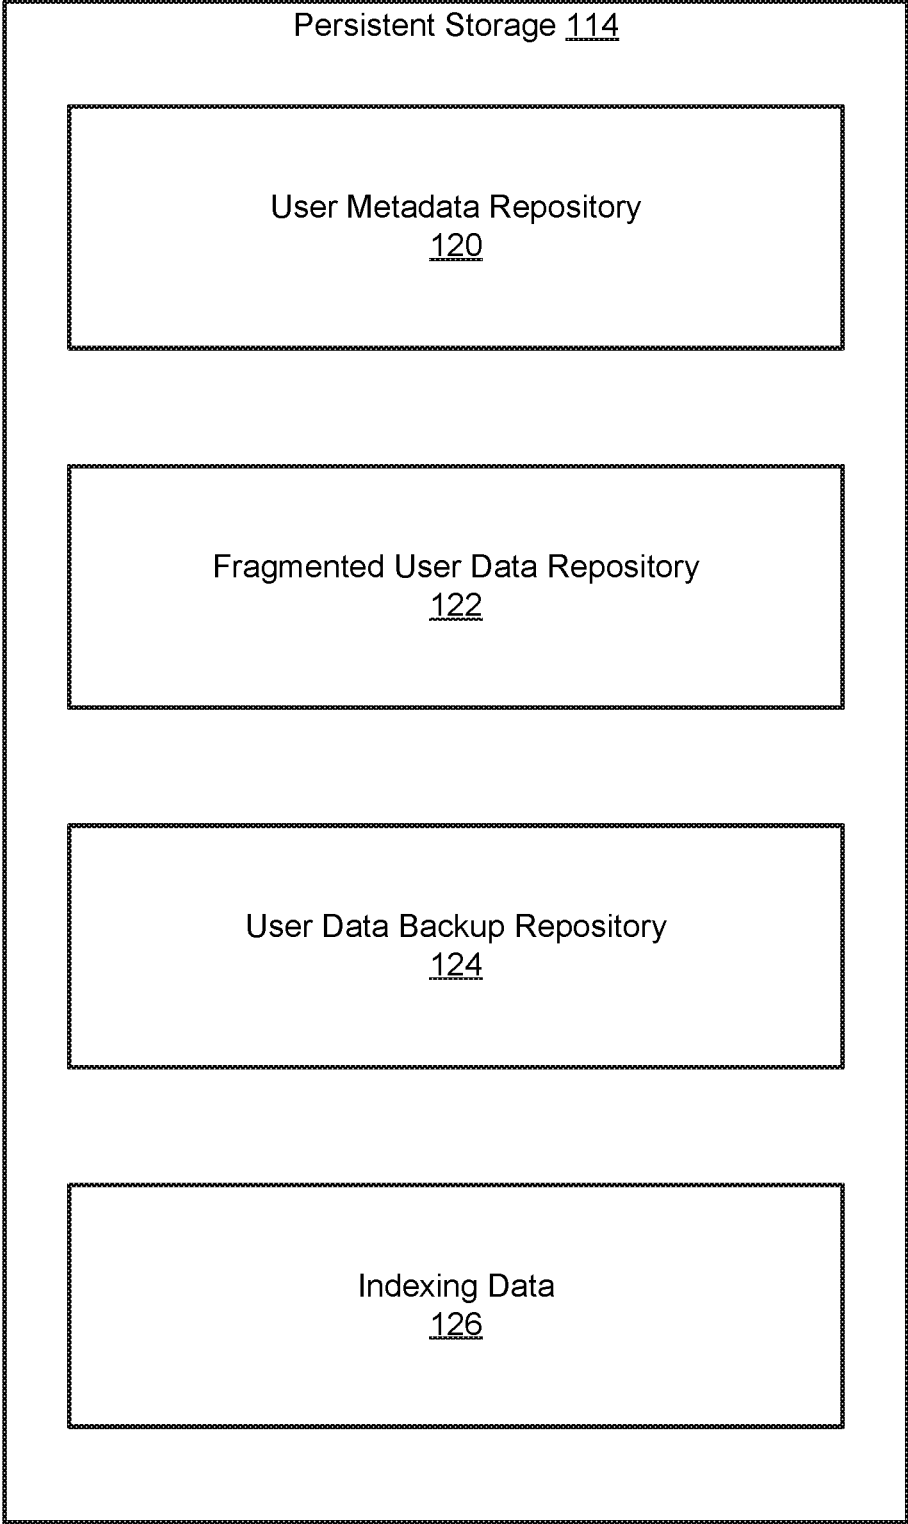 Persistent Storage 114
User Metadata Repository
120
Fragmented User Data Repository
122
User Data Backup Repository
124
Indexing Data
126